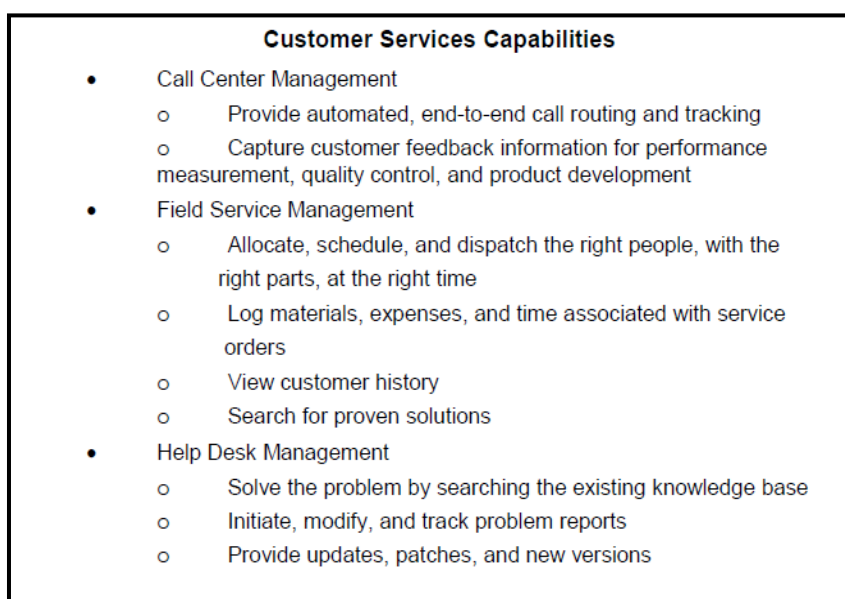 Customer Services Capabilities
• Call Center Management
o Provide automated, end-to-end call routing and tracking
o Capture customer feedback information for performance
measurement, quality control, and product development
• Field Service Management
o Allocate, schedule, and dispatch the right people, with the
right parts, at the right time
o Log materials, expenses, and time associated with service
orders
o View customer history
o Search for proven solutions
• Help Desk Management
o Solve the problem by searching the existing knowledge base
o Initiate, modify, and track problem reports
o Provide updates, patches, and new versions